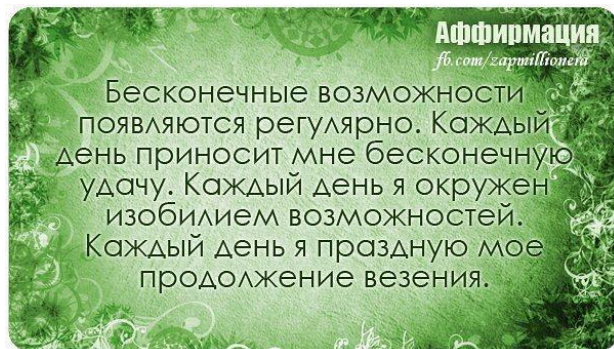 Аффирмация
fb.com/zapmillionera
Бесконечные возможности
появляются регулярно. Каждый
день приносит мне бесконечную
удачу. Каждый день я окружен
изобилием возможностей.
Каждый день я праздную мое
продолжение везения.